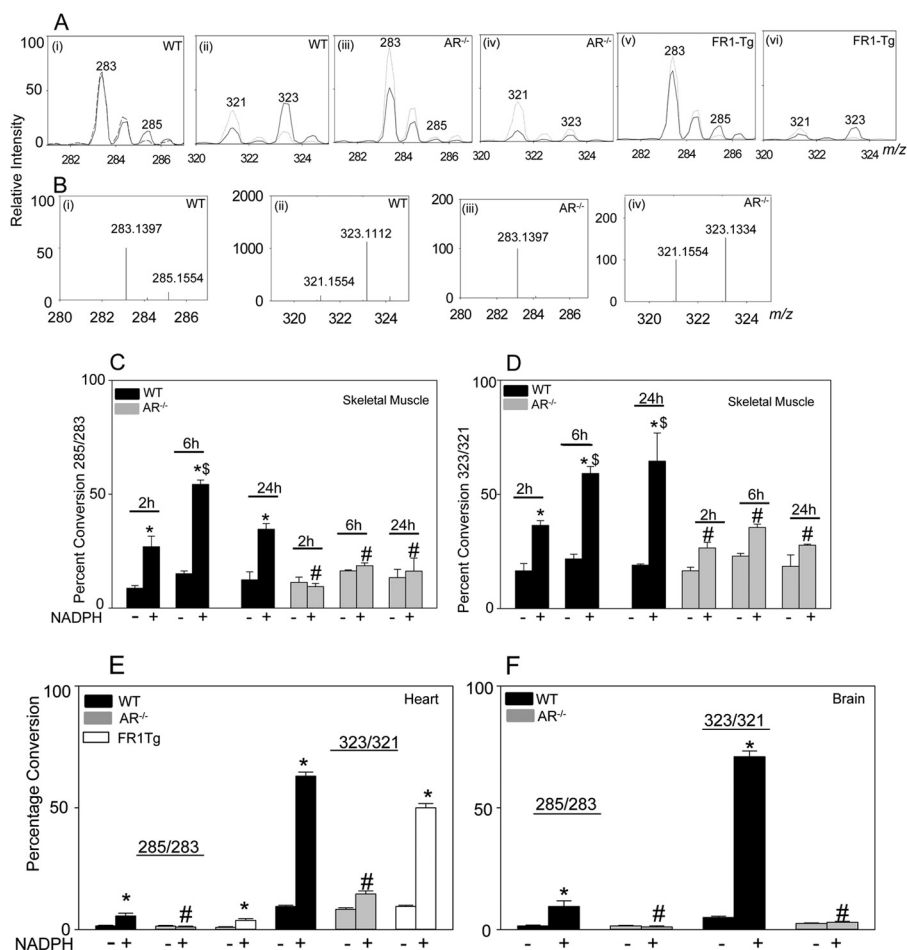 A
100
50
0
(i)
WT
283
285
282 284 286
(ii)
WT
321
323
320 322 324
(iii)
AR-/-
283
285
282 284 286
(iv)
AR-/-
321
323
320 322 324
(v)
FR1-Tg
283
285
282 284 286
(vi)
FR1-Tg
321
323
320 322 324
m/z
Relative Intensity
B
100
50
0
(i)
WT
283.1397
285.1554
280 282 284 286
2000
1000
0
(ii)
WT
323.1112
321.1554
320 322 324
200
100
0
(iii)
AR-/-
283.1397
280 282 284 286
200
100
0
(iv)
AR-/-
323.1334
321.1554
320 322 324
m/z
C
100
50
0
Percent Conversion 285/283
WT
AR-/-
Skeletal Muscle
2h
*
6h
*$
24h
*
2h
#
6h
#
24h
#
NADPH - + - + - + - + - + - +
D
100
50
0
Percent Conversion 323/321
WT
AR-/-
Skeletal Muscle
2h
*
6h
*$
24h
*$
2h
#
6h
#
24h
#
- + - + - + - + - + - +
E
100
50
0
Percentage Conversion
WT
AR-/-
FR1Tg
Heart
285/283
323/321
* # * * # *
NADPH - + - + - + - + - + - +
F
100
50
0
WT
AR-/-
Brain
285/283
323/321
* # * #
- + - + - + - +